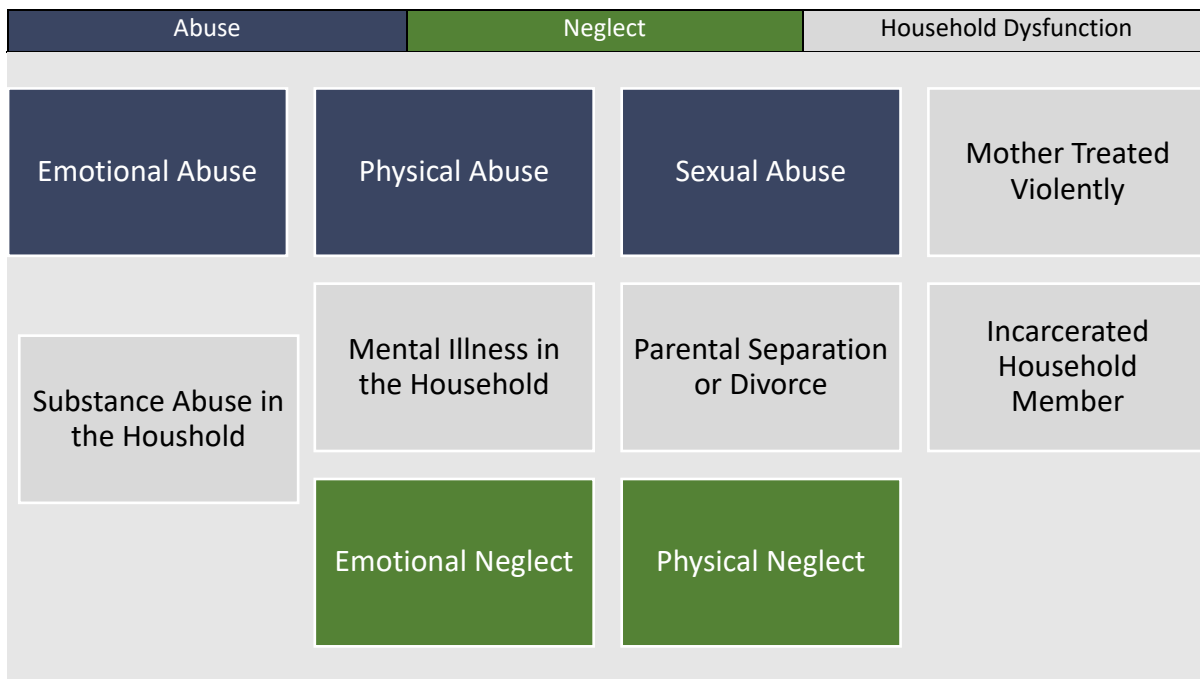 Abuse
Neglect
Household Dysfunction
Emotional Abuse
Physical Abuse
Sexual Abuse
Mother Treated
Violently
Substance Abuse in
the Houshold
Mental Illness in
the Household
Parental Separation
or Divorce
Incarcerated
Household
Member
Emotional Neglect
Physical Neglect